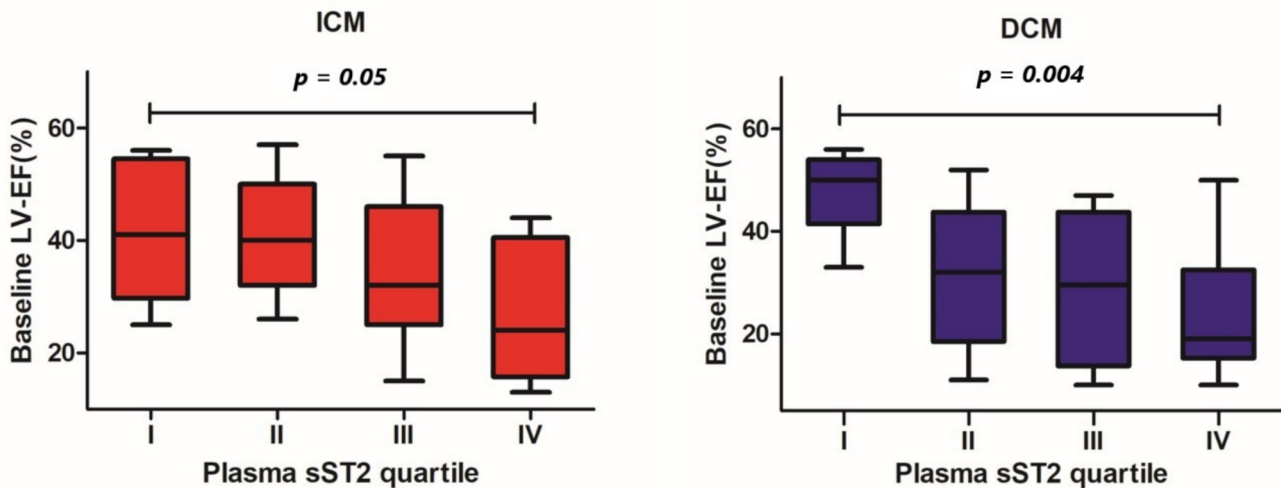 ICM
p = 0.05
Baseline LV-EF(%)
60
40
20
I II III IV
Plasma sST2 quartile
DCM
p = 0.004
Baseline LV-EF(%)
60
40
20
I II III IV
Plasma sST2 quartile